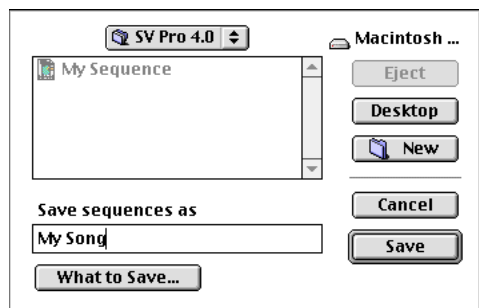 SV Pro 4.0
Macintosh ...
My Sequence
Eject
Desktop
New
Save sequences as
Cancel
My Song
Save
What to Save...